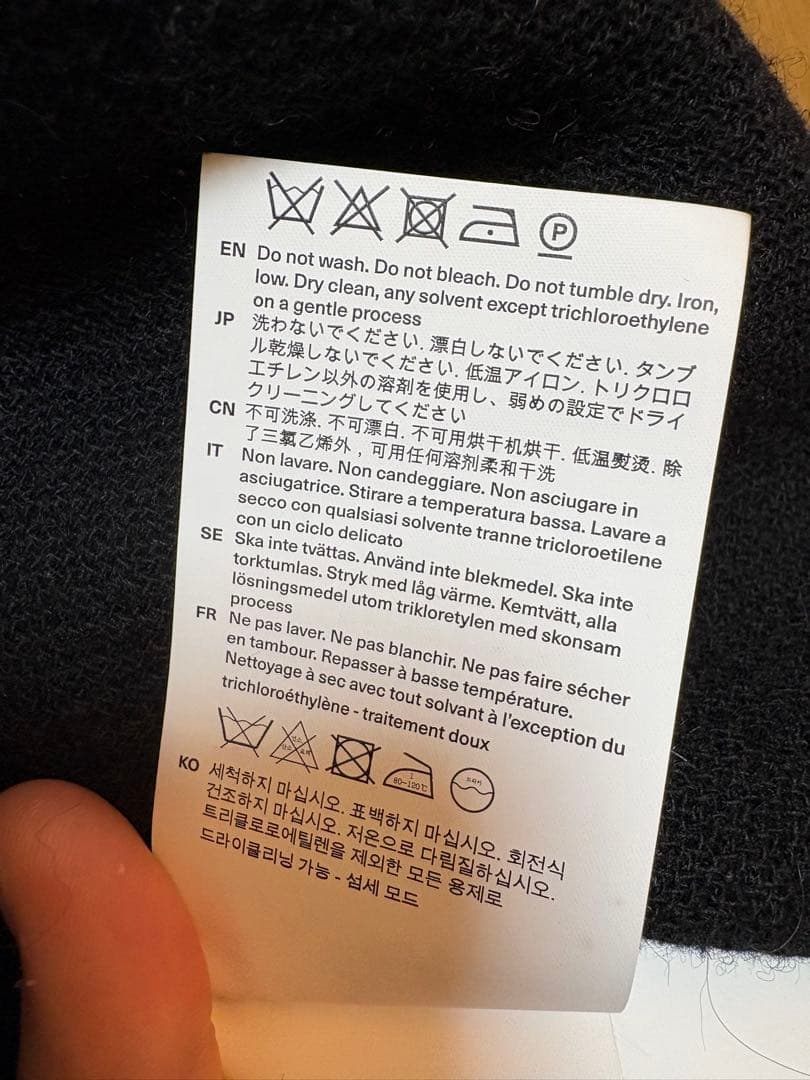 P
EN Do not wash. Do not bleach. Do not tumble dry. Iron,
low. Dry clean, any solvent except trichloroethylene
on a gentle process
JP 洗わないでください. 漂白しないでください. タンブ
ル乾燥しないでください. 低温アイロン. トリクロロ
エチレン以外の溶剤を使用し、弱めの設定でドライ
クリーニングしてください
CN 不可洗涤. 不可漂白. 不可用烘干机烘干. 低温熨烫. 除
了三氯乙烯外，可用任何溶剂柔和干洗
IT Non lavare. Non candeggiare. Non asciugare in
asciugatrice. Stirare a temperatura bassa. Lavare a
secco con qualsiasi solvente tranne tricloroetilene
con un ciclo delicato
SE Ska inte tvättas. Använd inte blekmedel. Ska inte
torktumlas. Stryk med låg värme. Kemtvätt, alla
lösningsmedel utom trikloretylen med skonsam
process
FR Ne pas laver. Ne pas blanchir. Ne pas faire sécher
en tambour. Repasser à basse température.
Nettoyage à sec avec tout solvant à l'exception du
trichloroéthylène - traitement doux
1
80-120℃
드라이
KO 세척하지 마십시오. 표백하지 마십시오. 회전식
건조하지 마십시오. 저온으로 다림질하십시오.
트리클로로에틸렌을 제외한 모든 용제로
드라이클리닝 가능 - 섬세 모드